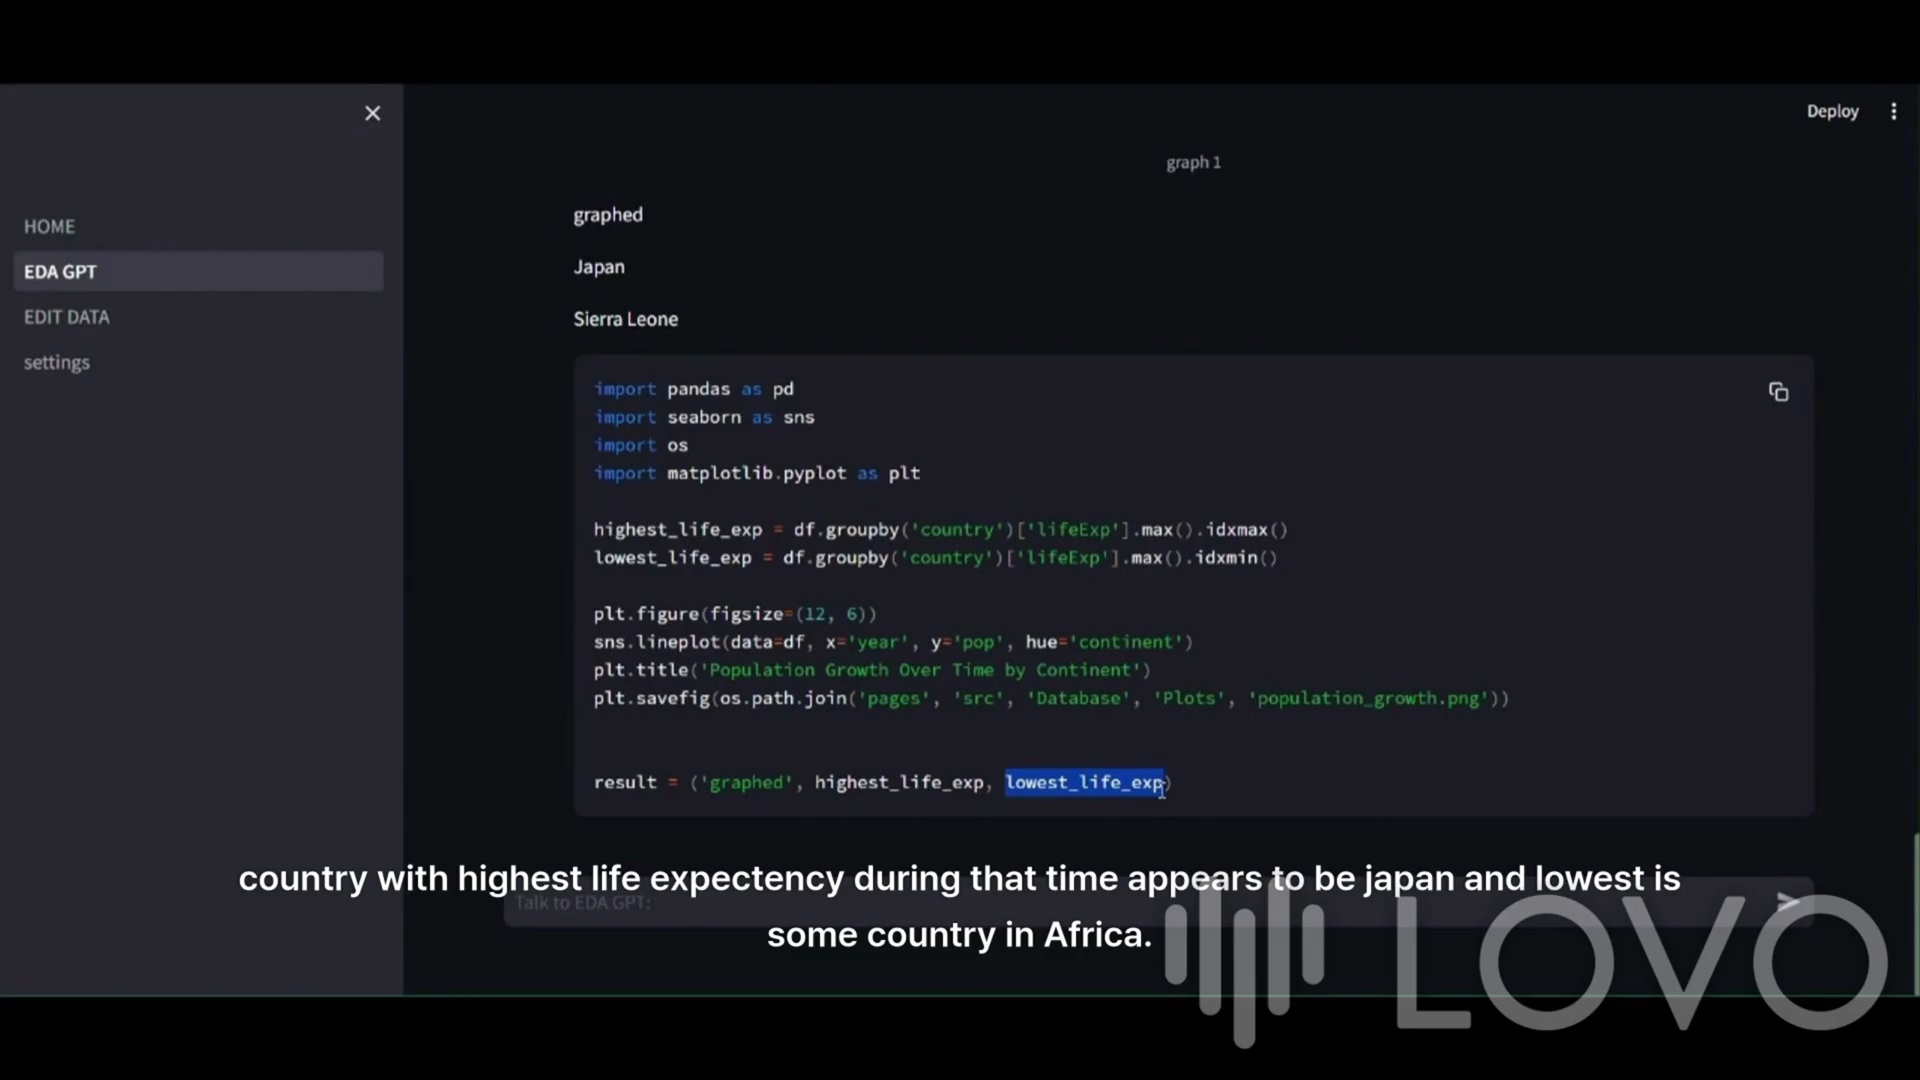 Deploy
graph 1
HOME
EDA GPT
EDIT DATA
settings
graphed
Japan
Sierra Leone
import pandas as pd
import seaborn as sns
import os
import matplotlib.pyplot as plt
highest_life_exp = df.groupby('country')['lifeExp'].max().idxmax()
lowest_life_exp = df.groupby('country')['lifeExp'].max().idxmin()
plt.figure(figsize=(12, 6))
sns.lineplot(data=df, x='year', y='pop', hue='continent')
plt.title('Population Growth Over Time by Continent')
plt.savefig(os.path.join('pages', 'src', 'Database', 'Plots', 'population_growth.png'))
result = ('graphed', highest_life_exp, lowest_life_exp)
country with highest life expectency during that time appears to be japan and lowest is
some country in Africa.
Talk to EDA GPT:
LOVO